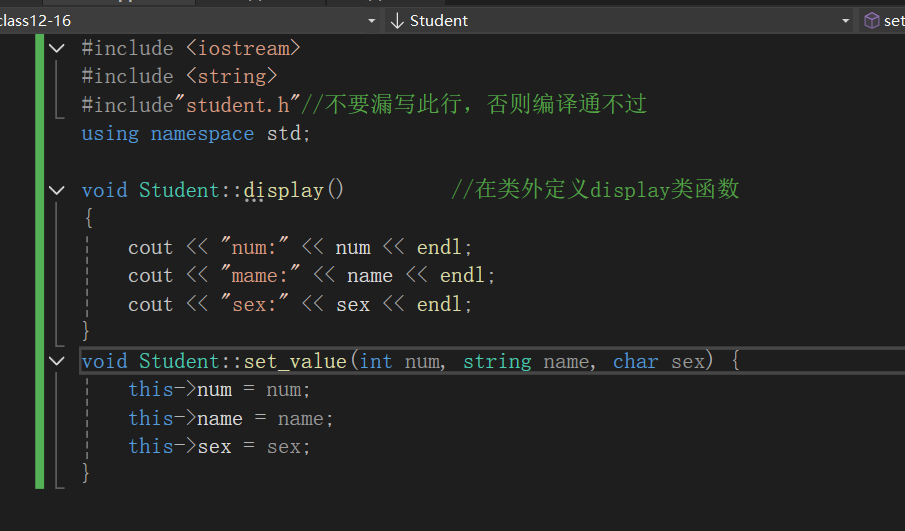 class12-16
Student
set
#include <iostream>
#include <string>
#include"student.h"//不要漏写此行，否则编译通不过
using namespace std;
void Student::display() //在类外定义display类函数
{
cout << "num:" << num << endl;
cout << "mame:" << name << endl;
cout << "sex:" << sex << endl;
}
void Student::set_value(int num, string name, char sex) {
this->num = num;
this->name = name;
this->sex = sex;
}